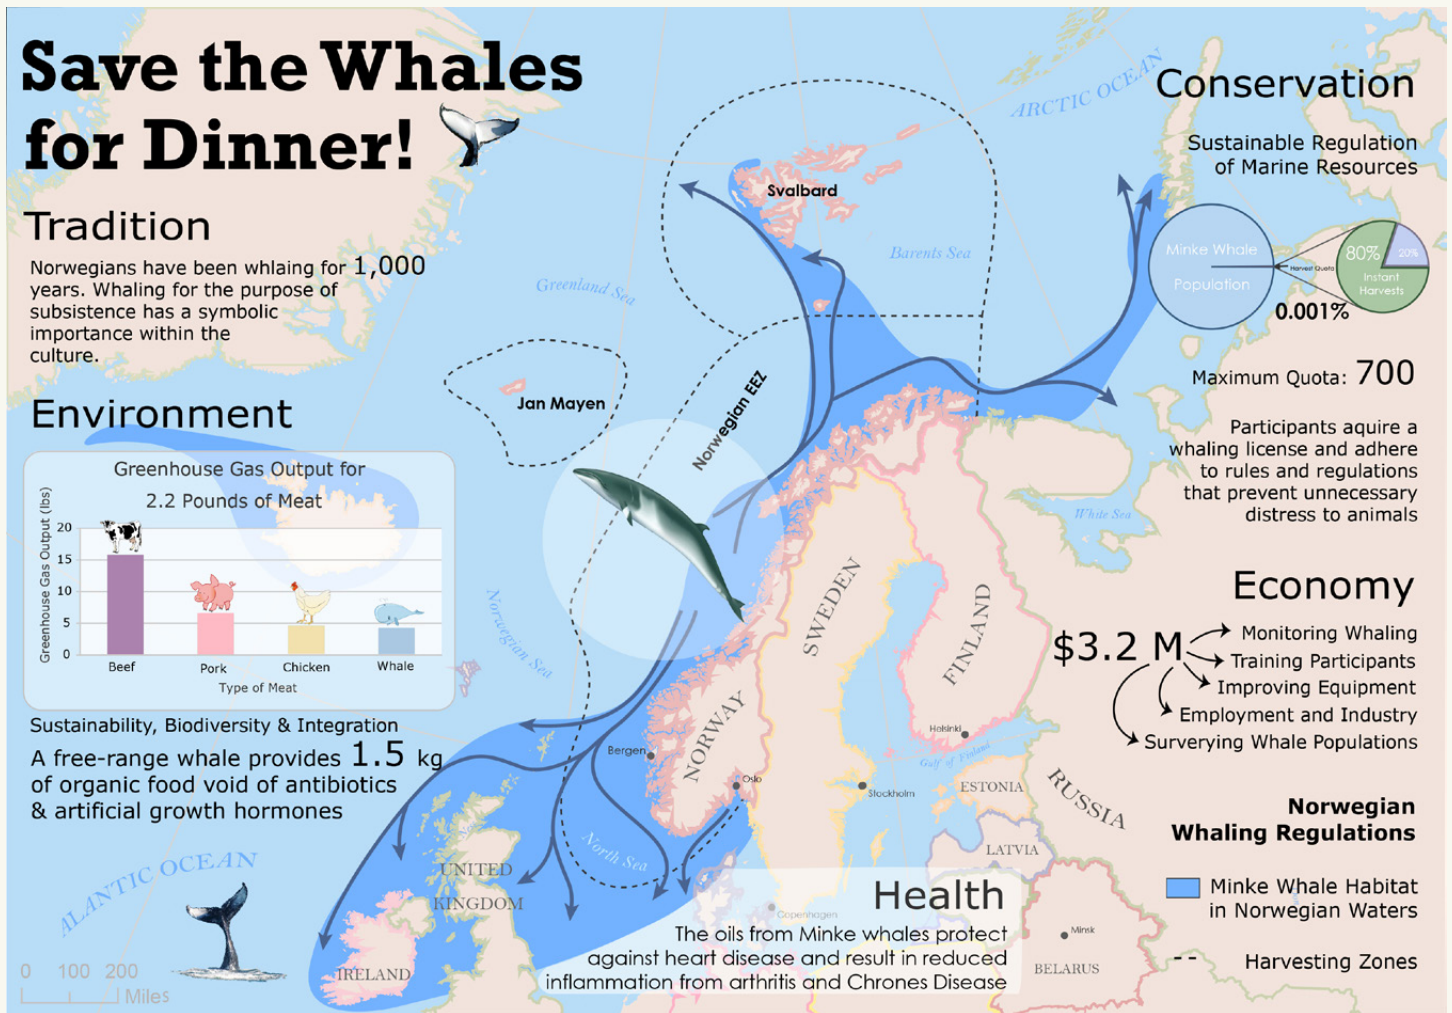 Save the Whales
for Dinner!
Tradition
Norwegians have been whlaing for 1,000
years. Whaling for the purpose of
subsistence has a symbolic
importance within the
culture.
Environment
Greenhouse Gas Output for
2.2 Pounds of Meat
Greenhouse Gas Output (lbs)
20
15
10
5
0
Beef
Pork
Chicken
Whale
Type of Meat
Sustainability, Biodiversity & Integration
A free-range whale provides 1.5 kg
of organic food void of antibiotics
& artificial growth hormones
ATLANTIC OCEAN
0 100 200
Miles
ARCTIC OCEAN
Svalbard
Barents Sea
Greenland Sea
Jan Mayen
Norwegian EEZ
Norwegian Sea
White Sea
SWEDEN
FINLAND
NORWAY
Helsinki
Gulf of Finland
Bergen
Oslo
Stockholm
ESTONIA
RUSSIA
LATVIA
North Sea
UNITED
KINGDOM
IRELAND
Copenhagen
Minsk
BELARUS
Health
The oils from Minke whales protect
against heart disease and result in reduced
inflammation from arthritis and Chrones Disease
Conservation
Sustainable Regulation
of Marine Resources
Minke Whale
Population
Harvest Quota
0.001%
80%
20%
Instant
Harvests
Maximum Quota: 700
Participants aquire a
whaling license and adhere
to rules and regulations
that prevent unnecessary
distress to animals
Economy
$3.2 M
Monitoring Whaling
Training Participants
Improving Equipment
Employment and Industry
Surverying Whale Populations
Norwegian
Whaling Regulations
Minke Whale Habitat
in Norwegian Waters
Harvesting Zones